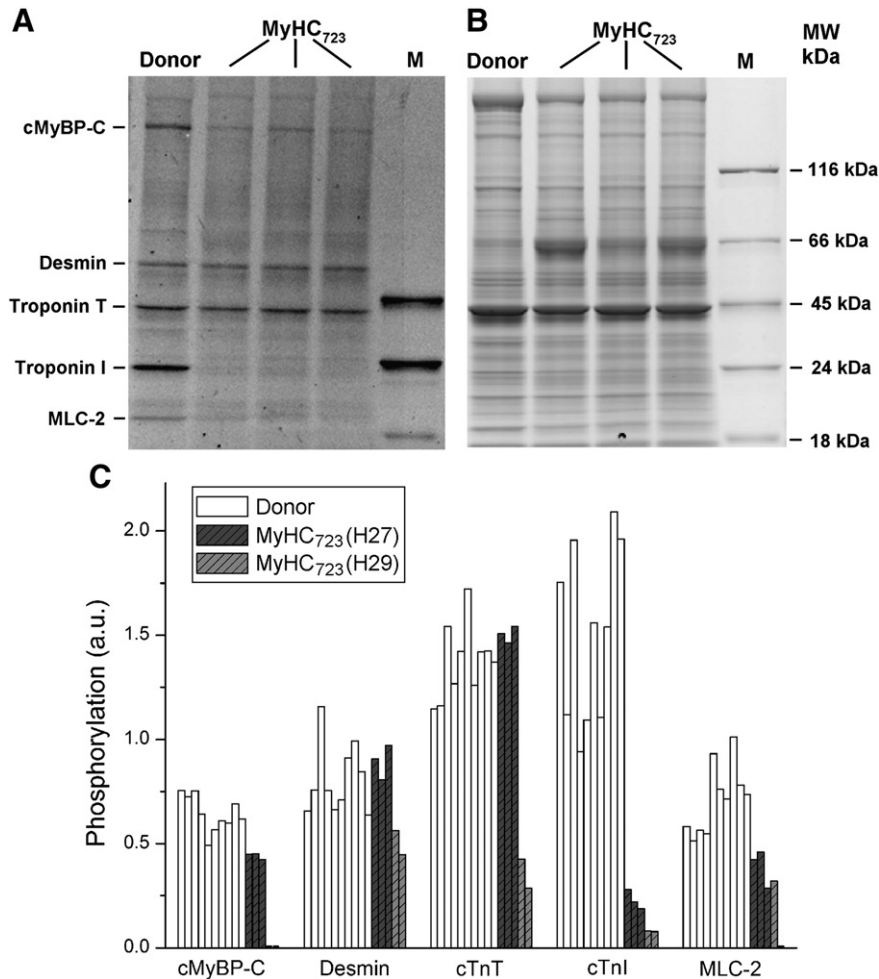 A
MyHC723
Donor
M
cMyBP-C
Desmin
Troponin T
Troponin I
MLC-2
B
MyHC723
Donor
M
MW
kDa
116 kDa
66 kDa
45 kDa
24 kDa
18 kDa
C
Donor
MyHC723(H27)
MyHC723(H29)
Phosphorylation (a.u.)
2.0
1.5
1.0
0.5
0.0
cMyBP-C Desmin cTnT cTnI MLC-2